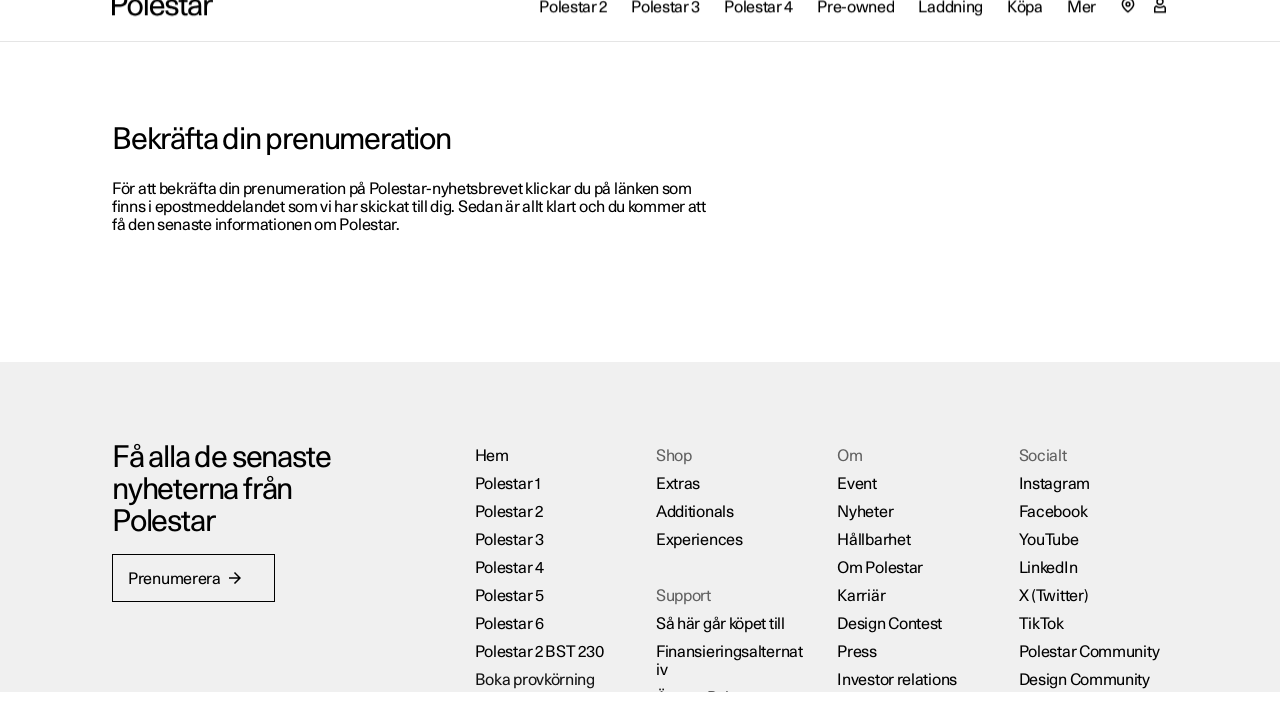 Polestar
Polestar 2 Polestar 3 Polestar 4 Pre-owned Laddning Köpa Mer
Bekräfta din prenumeration
För att bekräfta din prenumeration på Polestar-nyhetsbrevet klickar du på länken som
finns i epostmeddelandet som vi har skickat till dig. Sedan är allt klart och du kommer att
få den senaste informationen om Polestar.
Få alla de senaste
nyheterna från
Polestar
Prenumerera
Hem
Polestar 1
Polestar 2
Polestar 3
Polestar 4
Polestar 5
Polestar 6
Polestar 2 BST 230
Boka provkörning
Shop
Extras
Additionals
Experiences
Support
Så här går köpet till
Finansieringsalternat
iv
Om
Event
Nyheter
Hållbarhet
Om Polestar
Karriär
Design Contest
Press
Investor relations
Socialt
Instagram
Facebook
YouTube
LinkedIn
X (Twitter)
TikTok
Polestar Community
Design Community